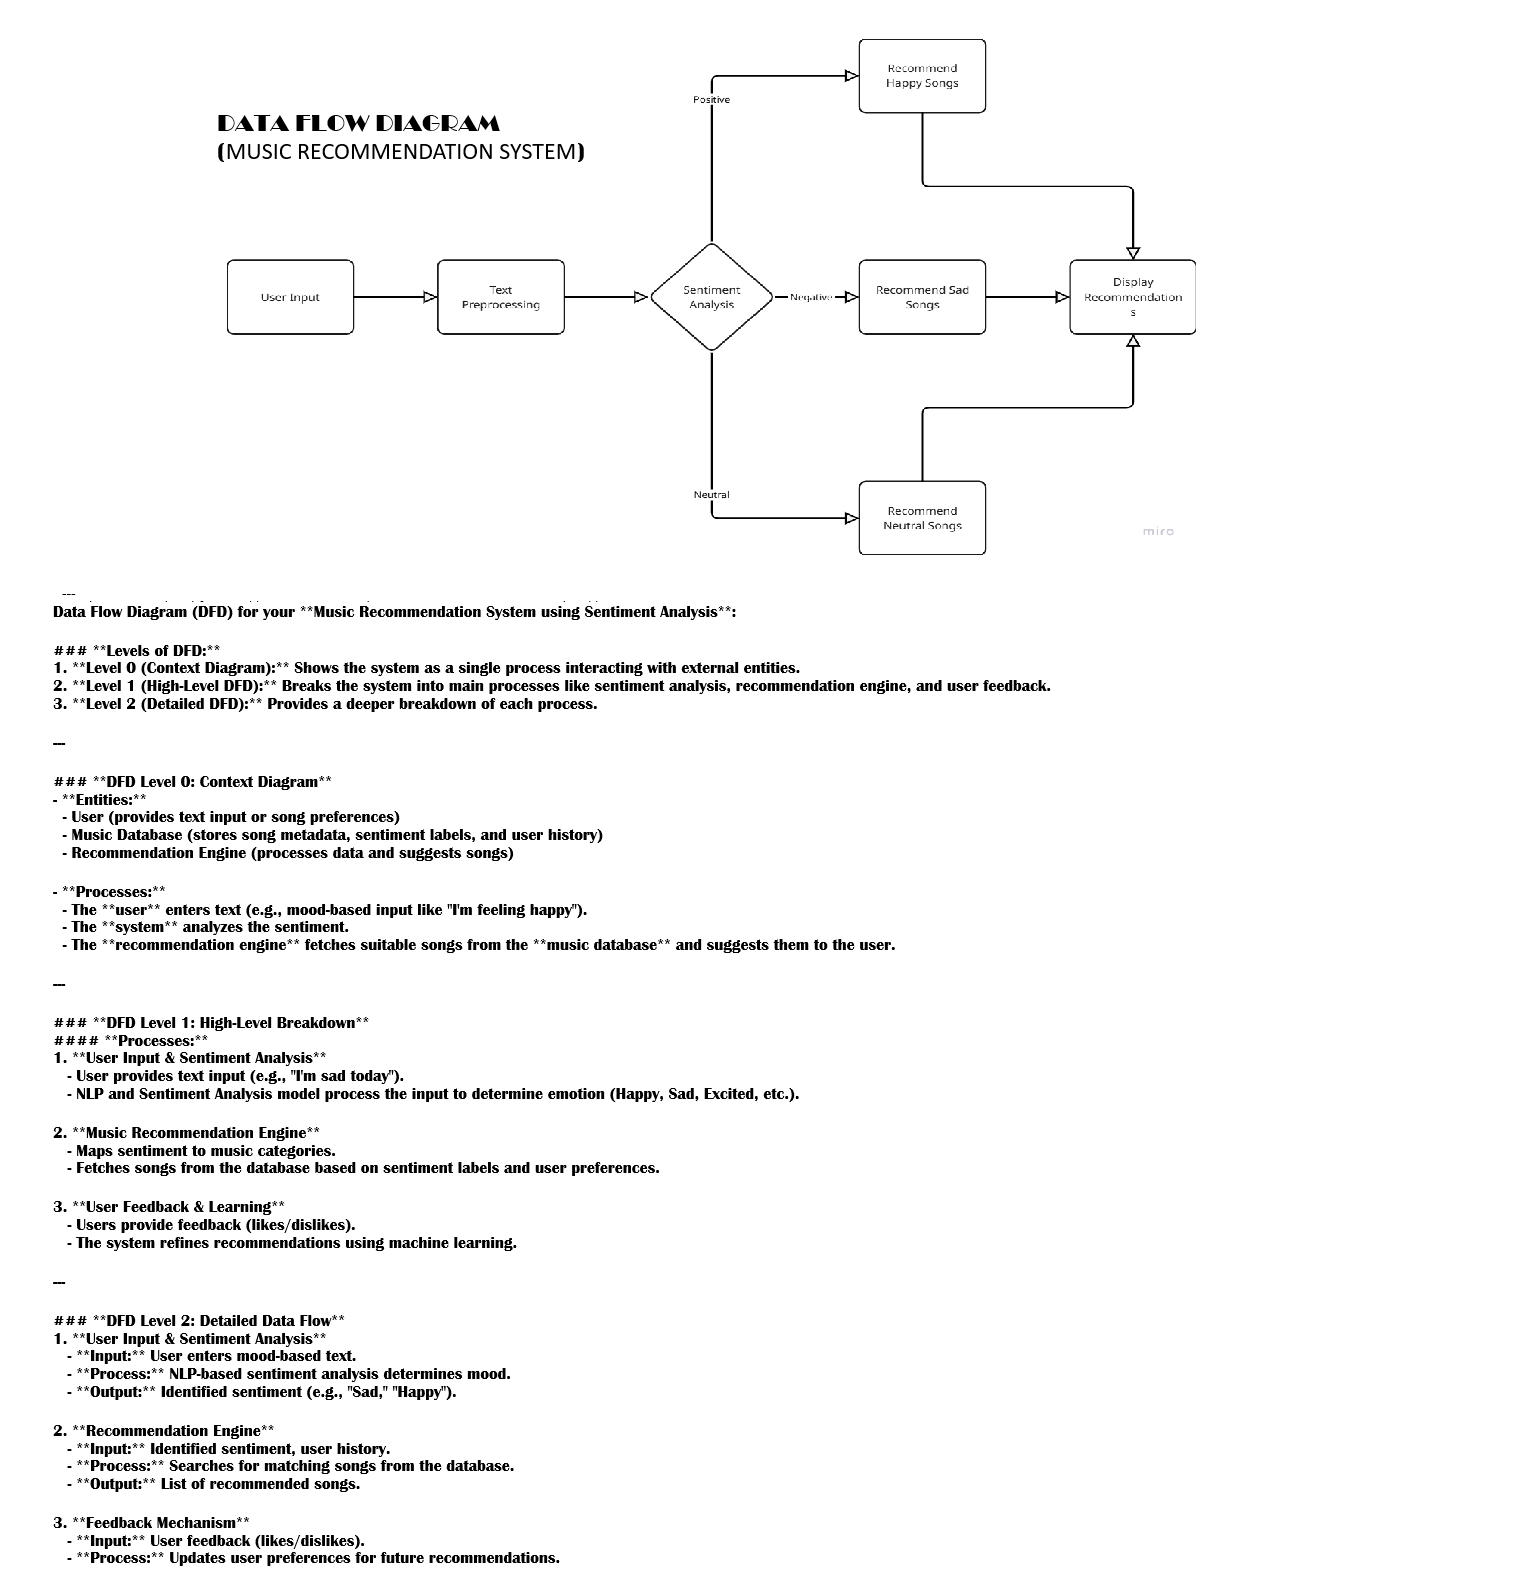 Recommend
Happy Songs
Positive
DATA FLOW DIAGRAM
(MUSIC RECOMMENDATION SYSTEM)
User Input
Text
Preprocessing
Sentiment
Analysis
Negative
Recommend Sad
Songs
Display
Recommendation
s
Neutral
Recommend
Neutral Songs
miro
---
Data Flow Diagram (DFD) for your **Music Recommendation System using Sentiment Analysis**:
### **Levels of DFD:**
1. **Level 0 (Context Diagram):** Shows the system as a single process interacting with external entities.
2. **Level 1 (High-Level DFD):** Breaks the system into main processes like sentiment analysis, recommendation engine, and user feedback.
3. **Level 2 (Detailed DFD):** Provides a deeper breakdown of each process.
---
### **DFD Level 0: Context Diagram**
- **Entities:**
- User (provides text input or song preferences)
- Music Database (stores song metadata, sentiment labels, and user history)
- Recommendation Engine (processes data and suggests songs)
- **Processes:**
- The **user** enters text (e.g., mood-based input like "I'm feeling happy").
- The **system** analyzes the sentiment.
- The **recommendation engine** fetches suitable songs from the **music database** and suggests them to the user.
---
### **DFD Level 1: High-Level Breakdown**
#### **Processes:**
1. **User Input & Sentiment Analysis**
- User provides text input (e.g., "I'm sad today").
- NLP and Sentiment Analysis model process the input to determine emotion (Happy, Sad, Excited, etc.).
2. **Music Recommendation Engine**
- Maps sentiment to music categories.
- Fetches songs from the database based on sentiment labels and user preferences.
3. **User Feedback & Learning**
- Users provide feedback (likes/dislikes).
- The system refines recommendations using machine learning.
---
### **DFD Level 2: Detailed Data Flow**
1. **User Input & Sentiment Analysis**
- **Input:** User enters mood-based text.
- **Process:** NLP-based sentiment analysis determines mood.
- **Output:** Identified sentiment (e.g., "Sad," "Happy").
2. **Recommendation Engine**
- **Input:** Identified sentiment, user history.
- **Process:** Searches for matching songs from the database.
- **Output:** List of recommended songs.
3. **Feedback Mechanism**
- **Input:** User feedback (likes/dislikes).
- **Process:** Updates user preferences for future recommendations.